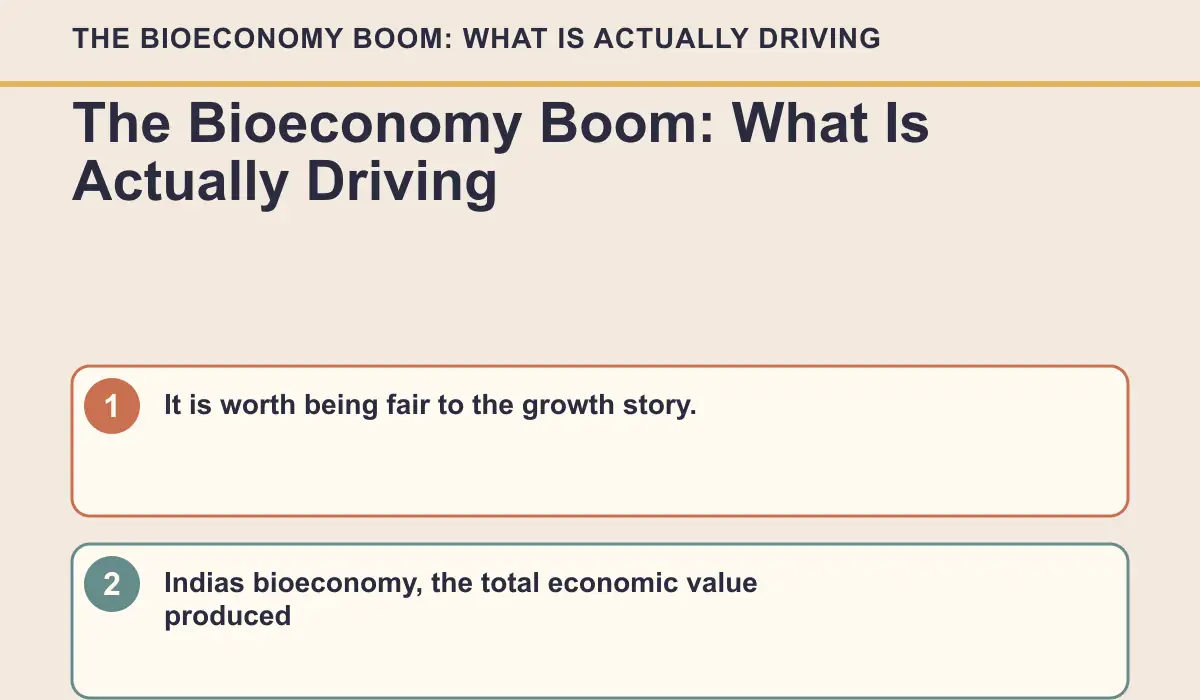 THE BIOECONOMY BOOM: WHAT IS ACTUALLY DRIVING
The Bioeconomy Boom: What Is
Actually Driving
1
It is worth being fair to the growth story.
2
Indias bioeconomy, the total economic value
produced